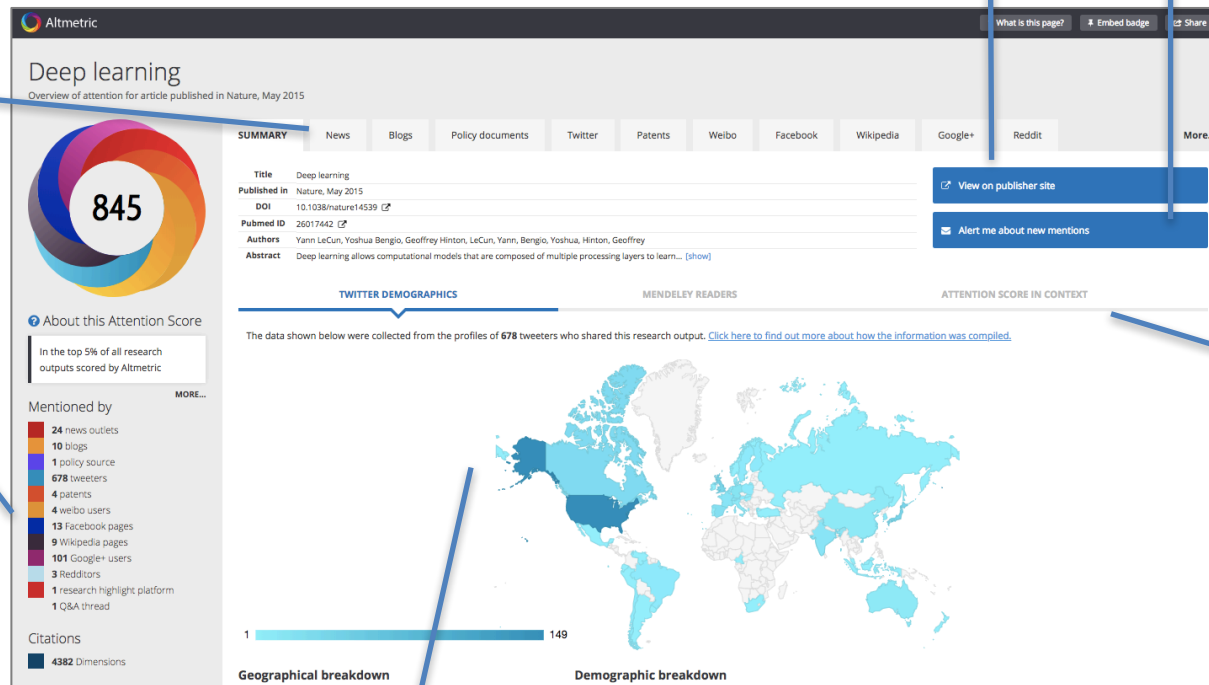 Altmetric
What is this page?
Embed badge
Share
Deep learning
Overview of attention for article published in Nature, May 2015
845
SUMMARY News Blogs Policy documents Twitter Patents Weibo Facebook Wikipedia Google+ Reddit More.
Title Deep learning
Published in Nature, May 2015
DOI 10.1038/nature14539
Pubmed ID 26017442
Authors Yann LeCun, Yoshua Bengio, Geoffrey Hinton, LeCun, Yann, Bengio, Yoshua, Hinton, Geoffrey
Abstract Deep learning allows computational models that are composed of multiple processing layers to learn... [show]
View on publisher site
Alert me about new mentions
TWITTER DEMOGRAPHICS MENDELEY READERS ATTENTION SCORE IN CONTEXT
? About this Attention Score
In the top 5% of all research
outputs scored by Altmetric
MORE...
The data shown below were collected from the profiles of 678 tweeters who shared this research output. Click here to find out more about how the information was compiled.
Mentioned by
24 news outlets
10 blogs
1 policy source
678 tweeters
4 patents
4 weibo users
13 Facebook pages
9 Wikipedia pages
101 Google+ users
3 Redditors
1 research highlight platform
1 Q&A thread
Citations
4382 Dimensions
1 149
Geographical breakdown Demographic breakdown